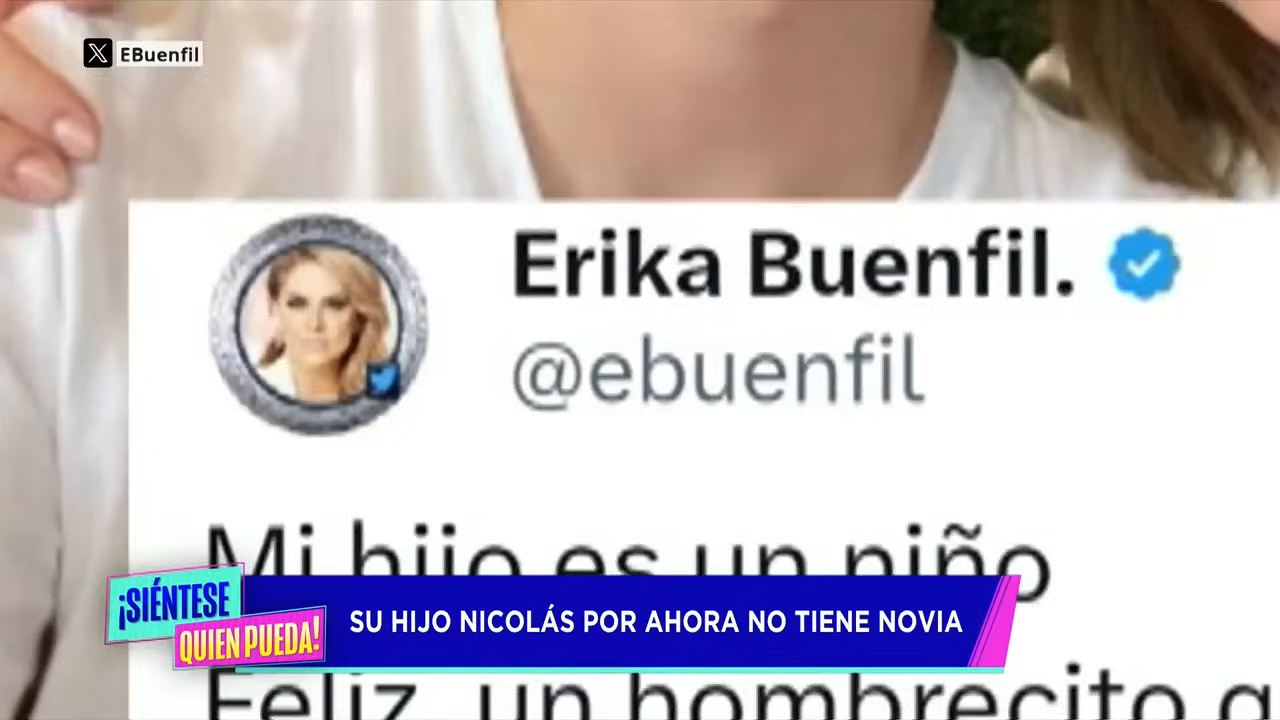 EBuenfil
Erika Buenfil.
@ebuenfil
Mi hijo es un niño
¡SIÉNTESE
QUIEN PUEDA!
SU HIJO NICOLÁS POR AHORA NO TIENE NOVIA
Feliz, un hombrecito q